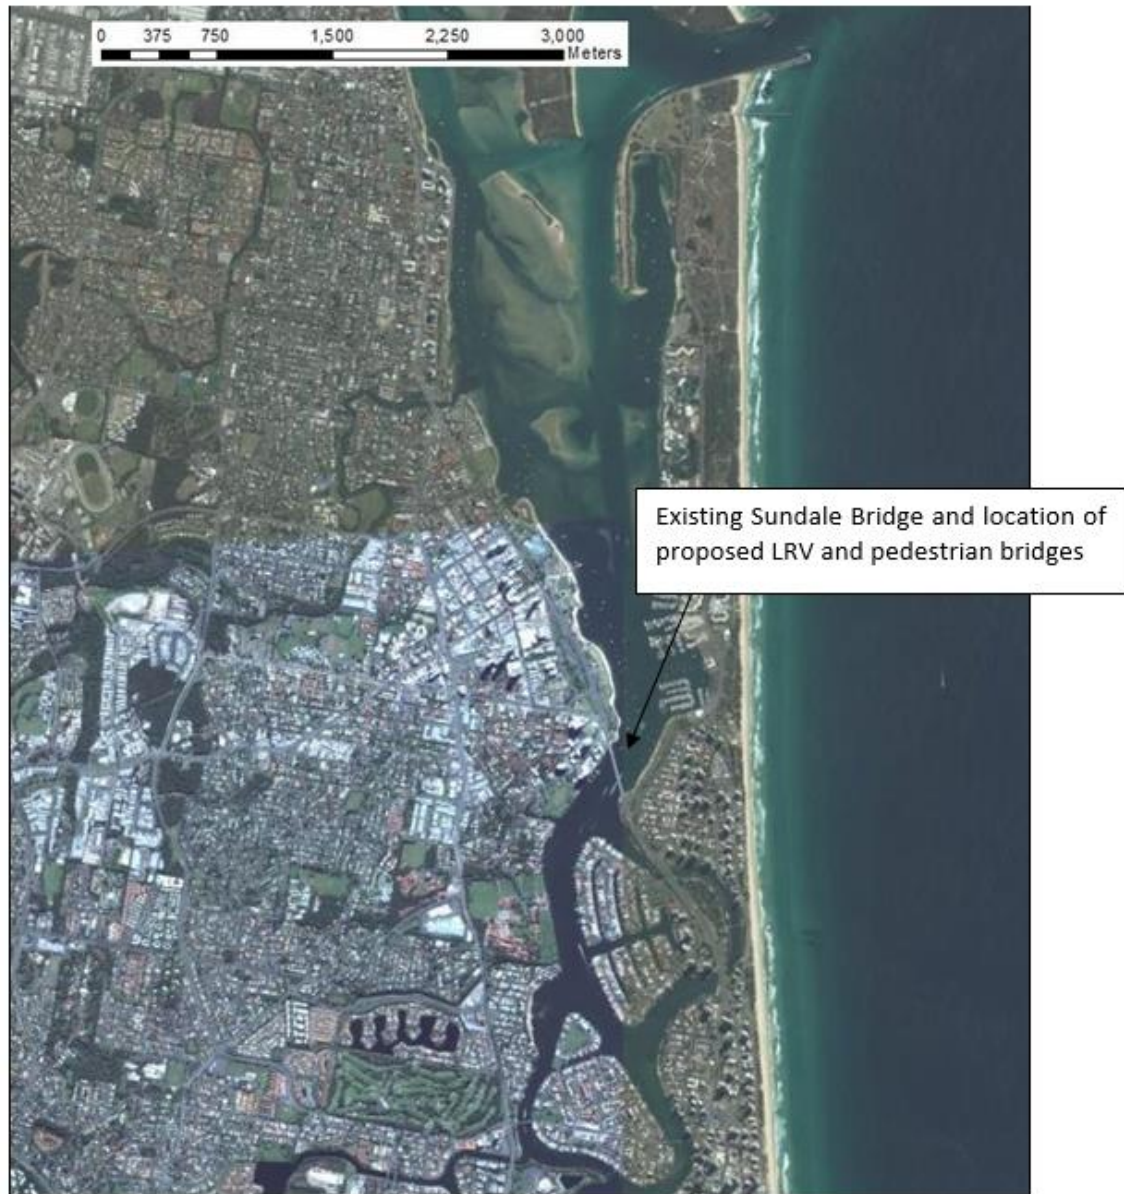 0 375 750 1,500 2,250 3,000
Meters
Existing Sundale Bridge and location of
proposed LRV and pedestrian bridges